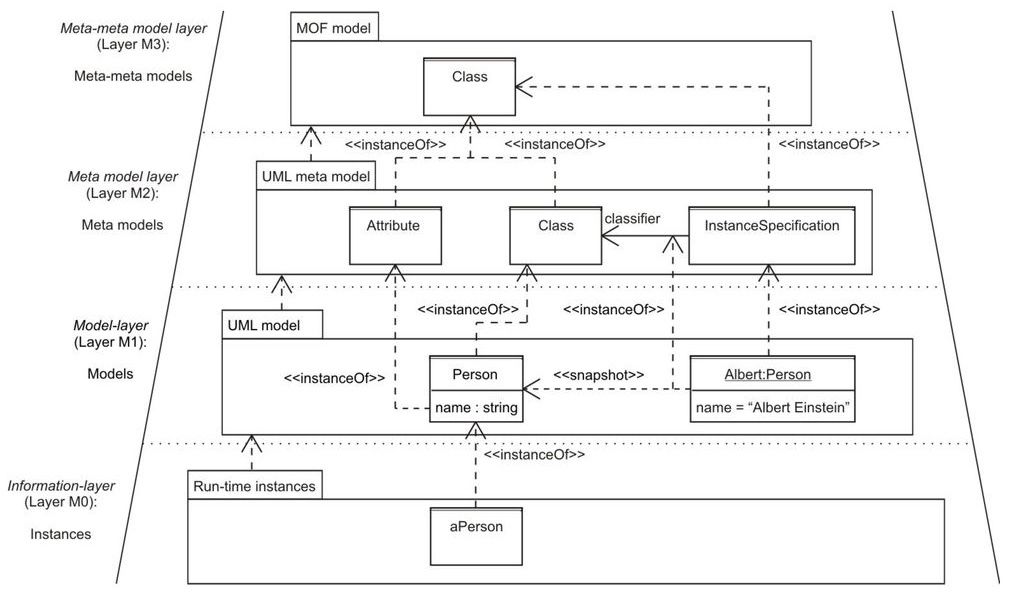 Meta-meta model layer
(Layer M3):
Meta-meta models
MOF model
Class
<<instanceOf>>
<<instanceOf>>
<<instanceOf>>
Meta model layer
(Layer M2):
Meta models
UML meta model
Attribute
Class
classifier
InstanceSpecification
<<instanceOf>>
<<instanceOf>>
<<instanceOf>>
Model-layer
(Layer M1):
Models
UML model
<<instanceOf>>
Person
name : string
<<snapshot>>
Albert:Person
name = “Albert Einstein”
<<instanceOf>>
Information-layer
(Layer M0):
Instances
Run-time instances
aPerson